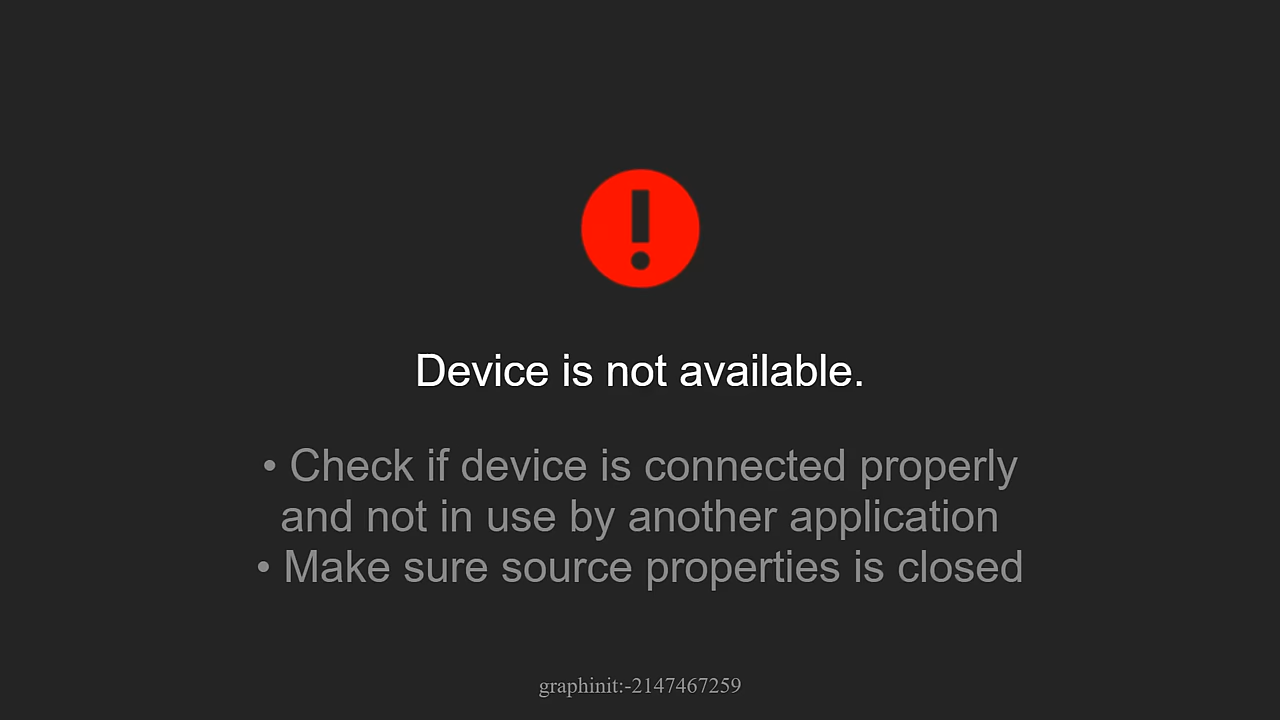 Device is not available.
• Check if device is connected properly
and not in use by another application
• Make sure source properties is closed
graphinit:-2147467259